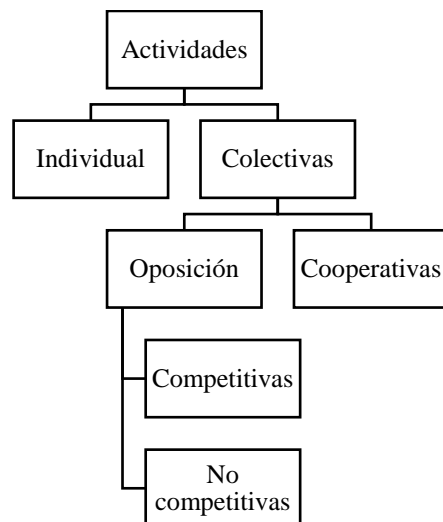 Actividades
Individual
Colectivas
Oposición
Cooperativas
Competitivas
No
competitivas